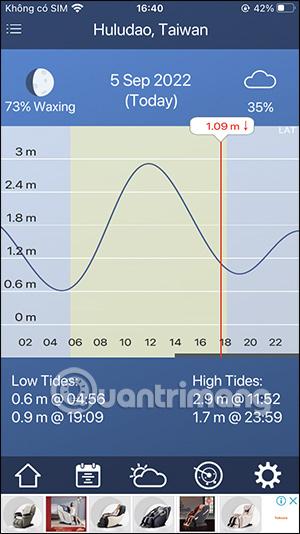 Không có SIM 16:40 42%
Huludao, Taiwan
5 Sep 2022
(Today)
73% Waxing 35%
1.09 m ↓
LAT
3 m
2.4 m
1.8 m
1.2 m
0.6 m
0 m
02 04 06 08 10 12 14 16 18 20 22
Low Tides: High Tides:
0.6 m @ 04:56 2.9 m @ 11:52
0.9 m @ 19:09 1.7 m @ 23:59
Quantrimang